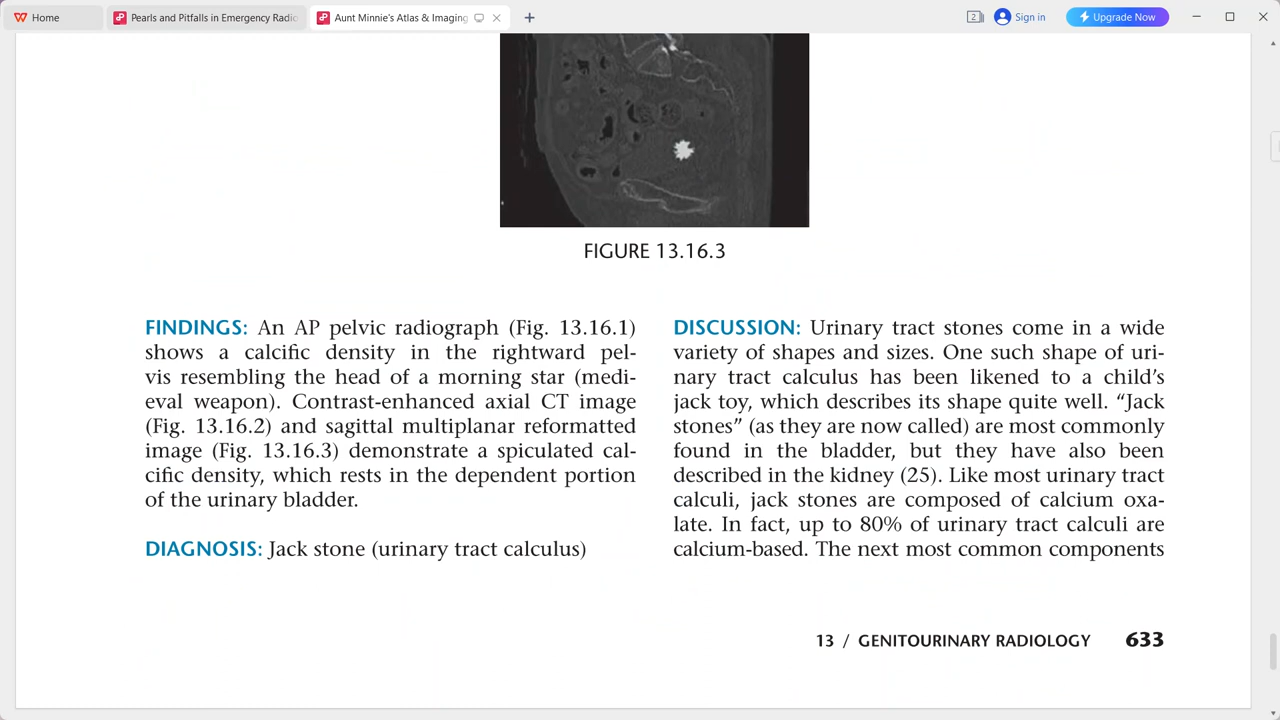 Home
Pearls and Pitfalls in Emergency Radio
Aunt Minnie's Atlas & Imaging
2
Sign in
Upgrade Now
FIGURE 13.16.3
FINDINGS: An AP pelvic radiograph (Fig. 13.16.1)
shows a calcific density in the rightward pel-
vis resembling the head of a morning star (medi-
eval weapon). Contrast-enhanced axial CT image
(Fig. 13.16.2) and sagittal multiplanar reformatted
image (Fig. 13.16.3) demonstrate a spiculated cal-
cific density, which rests in the dependent portion
of the urinary bladder.
DIAGNOSIS: Jack stone (urinary tract calculus)
DISCUSSION: Urinary tract stones come in a wide
variety of shapes and sizes. One such shape of uri-
nary tract calculus has been likened to a child’s
jack toy, which describes its shape quite well. “Jack
stones” (as they are now called) are most commonly
found in the bladder, but they have also been
described in the kidney (25). Like most urinary tract
calculi, jack stones are composed of calcium oxa-
late. In fact, up to 80% of urinary tract calculi are
calcium-based. The next most common components
13 / GENITOURINARY RADIOLOGY 633